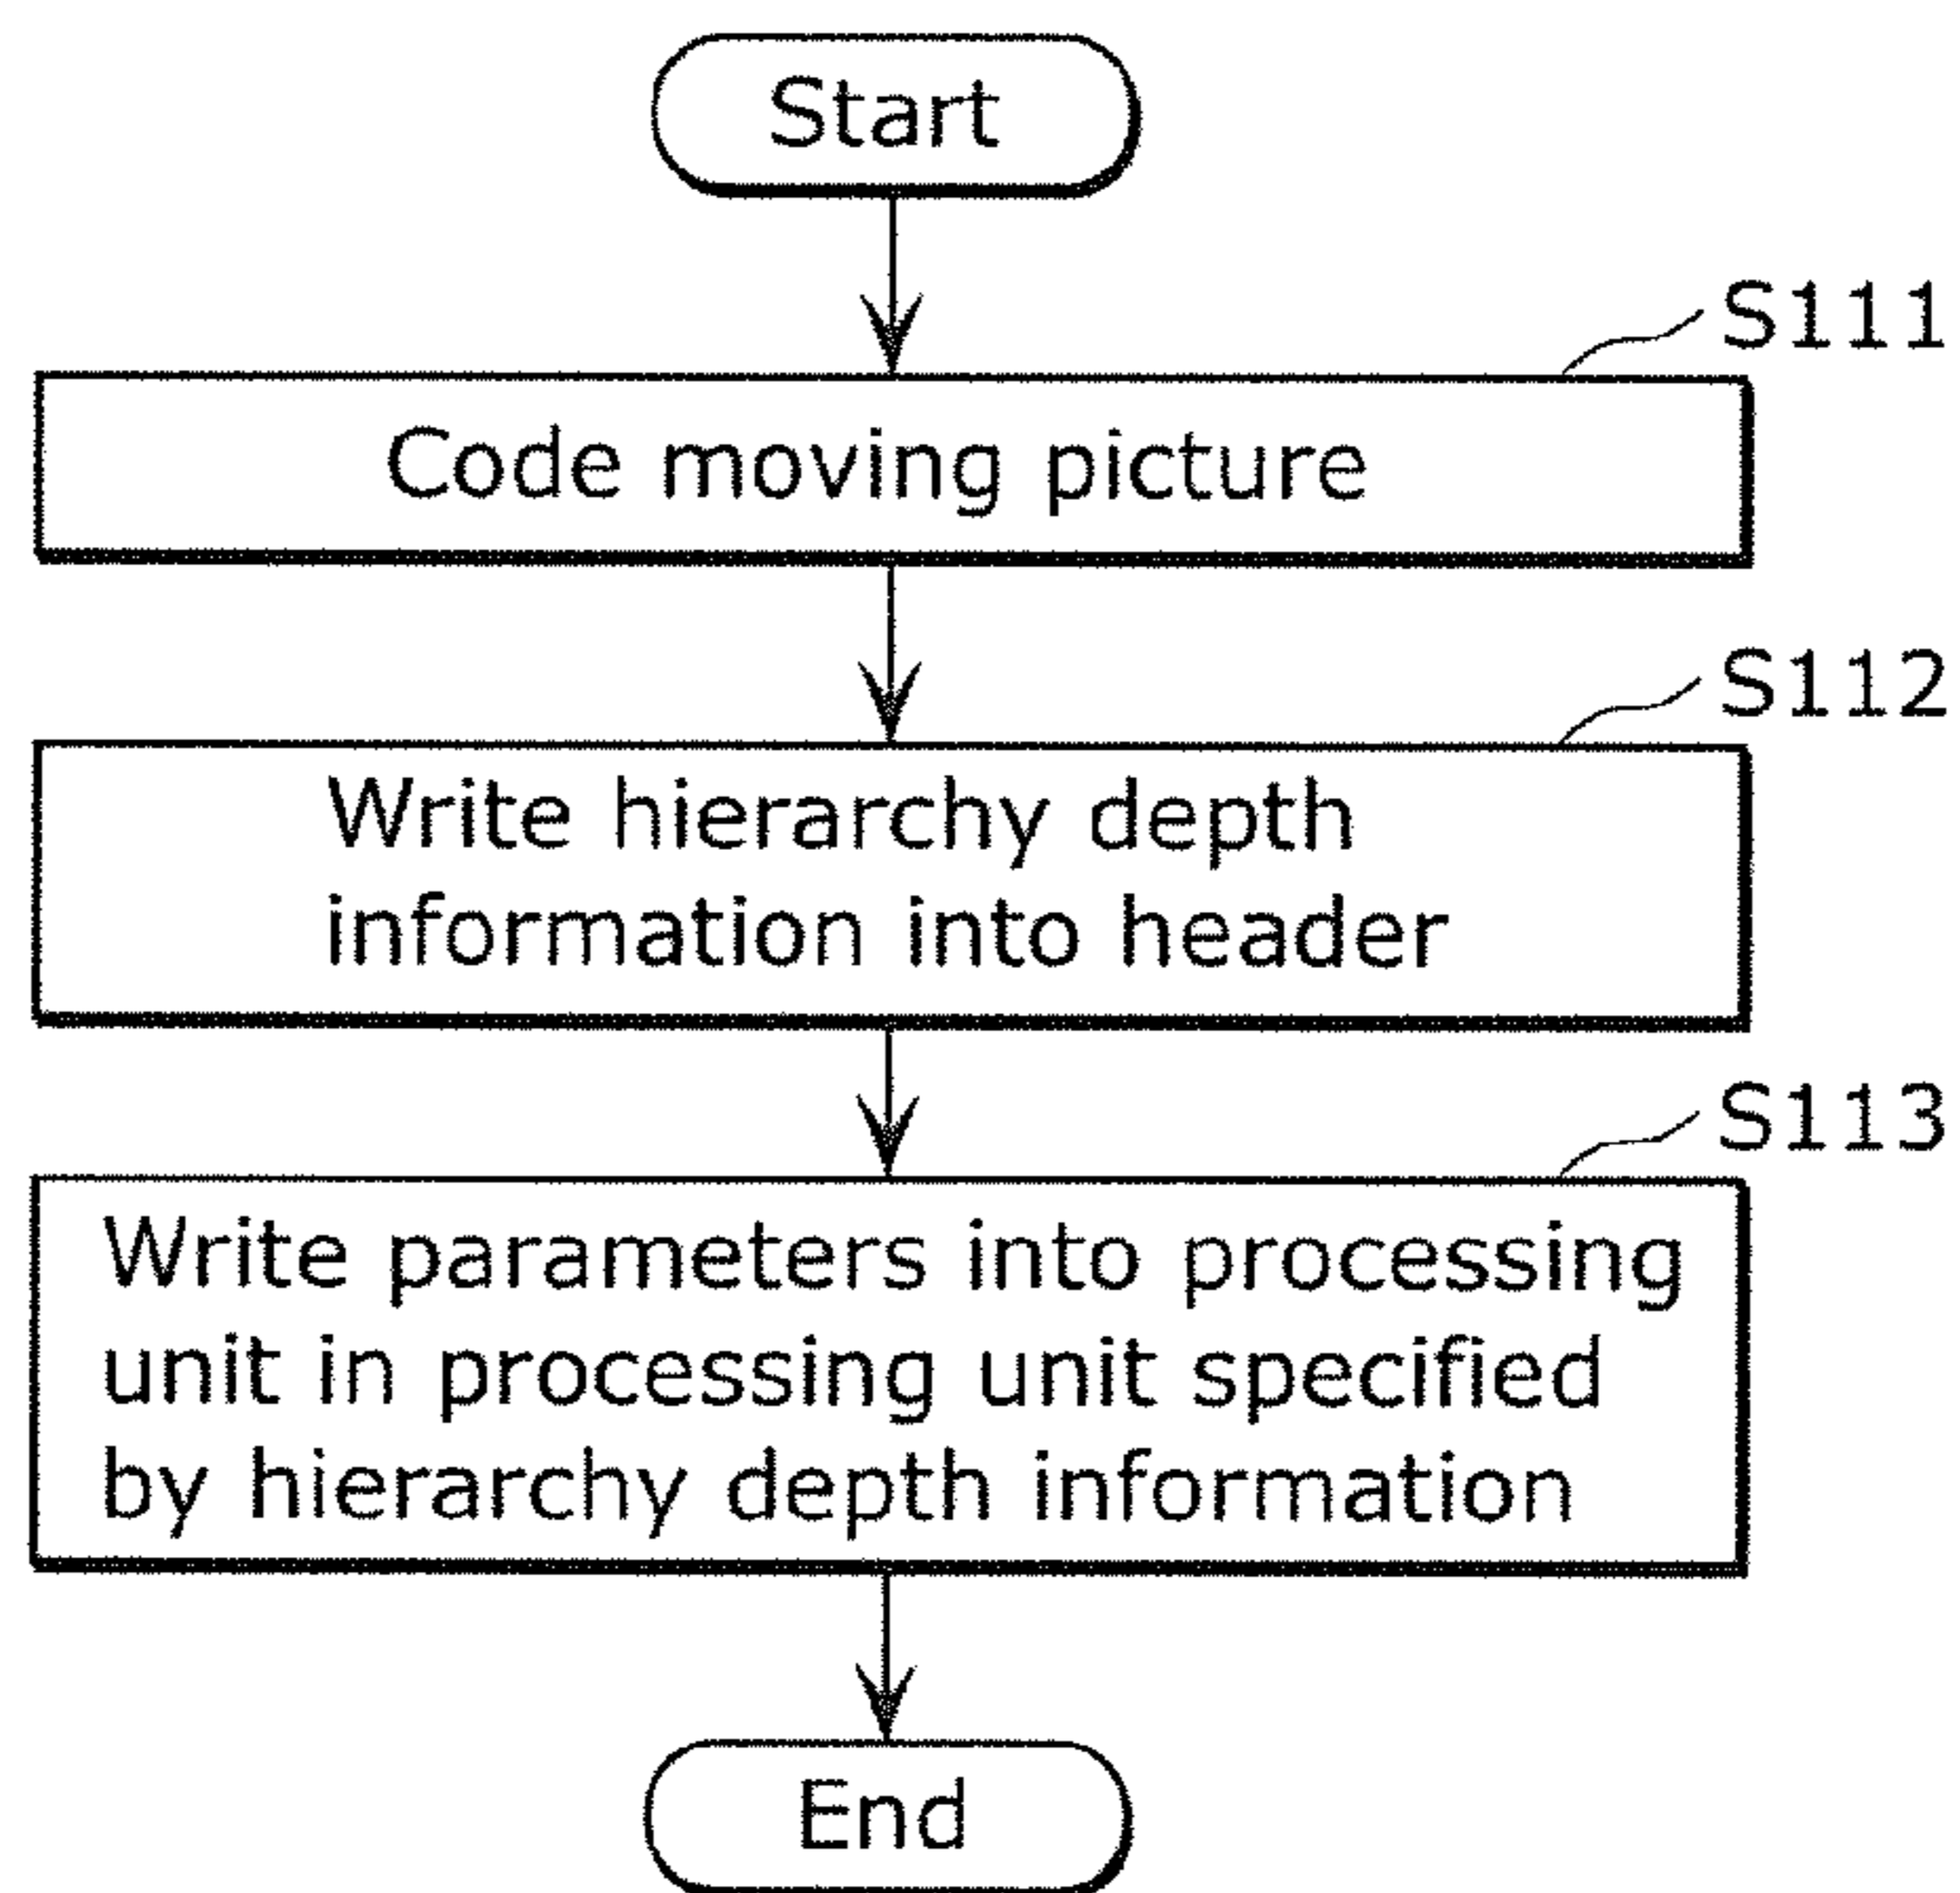 Start
S111
Code moving picture
S112
Write hierarchy depth
information into header
S113
Write parameters into processing
unit in processing unit specified
by hierarchy depth information
End